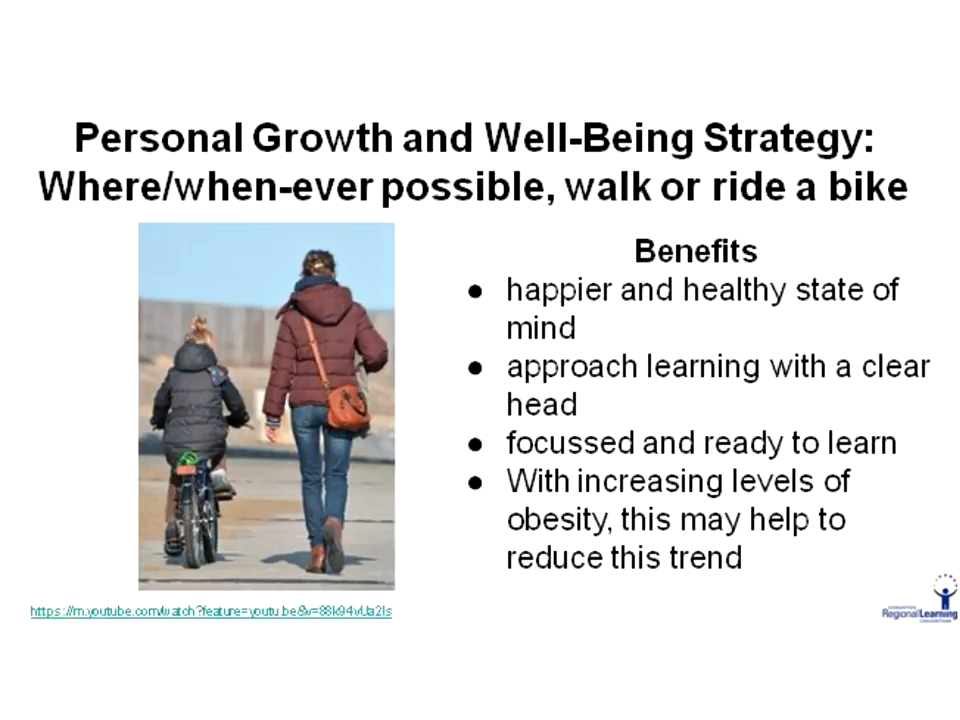 Personal Growth and Well-Being Strategy:
Where/when-ever possible, walk or ride a bike
Benefits
● happier and healthy state of
mind
● approach learning with a clear
head
● focussed and ready to learn
● With increasing levels of
obesity, this may help to
reduce this trend
https://m.youtube.com/watch?feature=youtu.be&v=88k94vUa2Is
Regional Learning